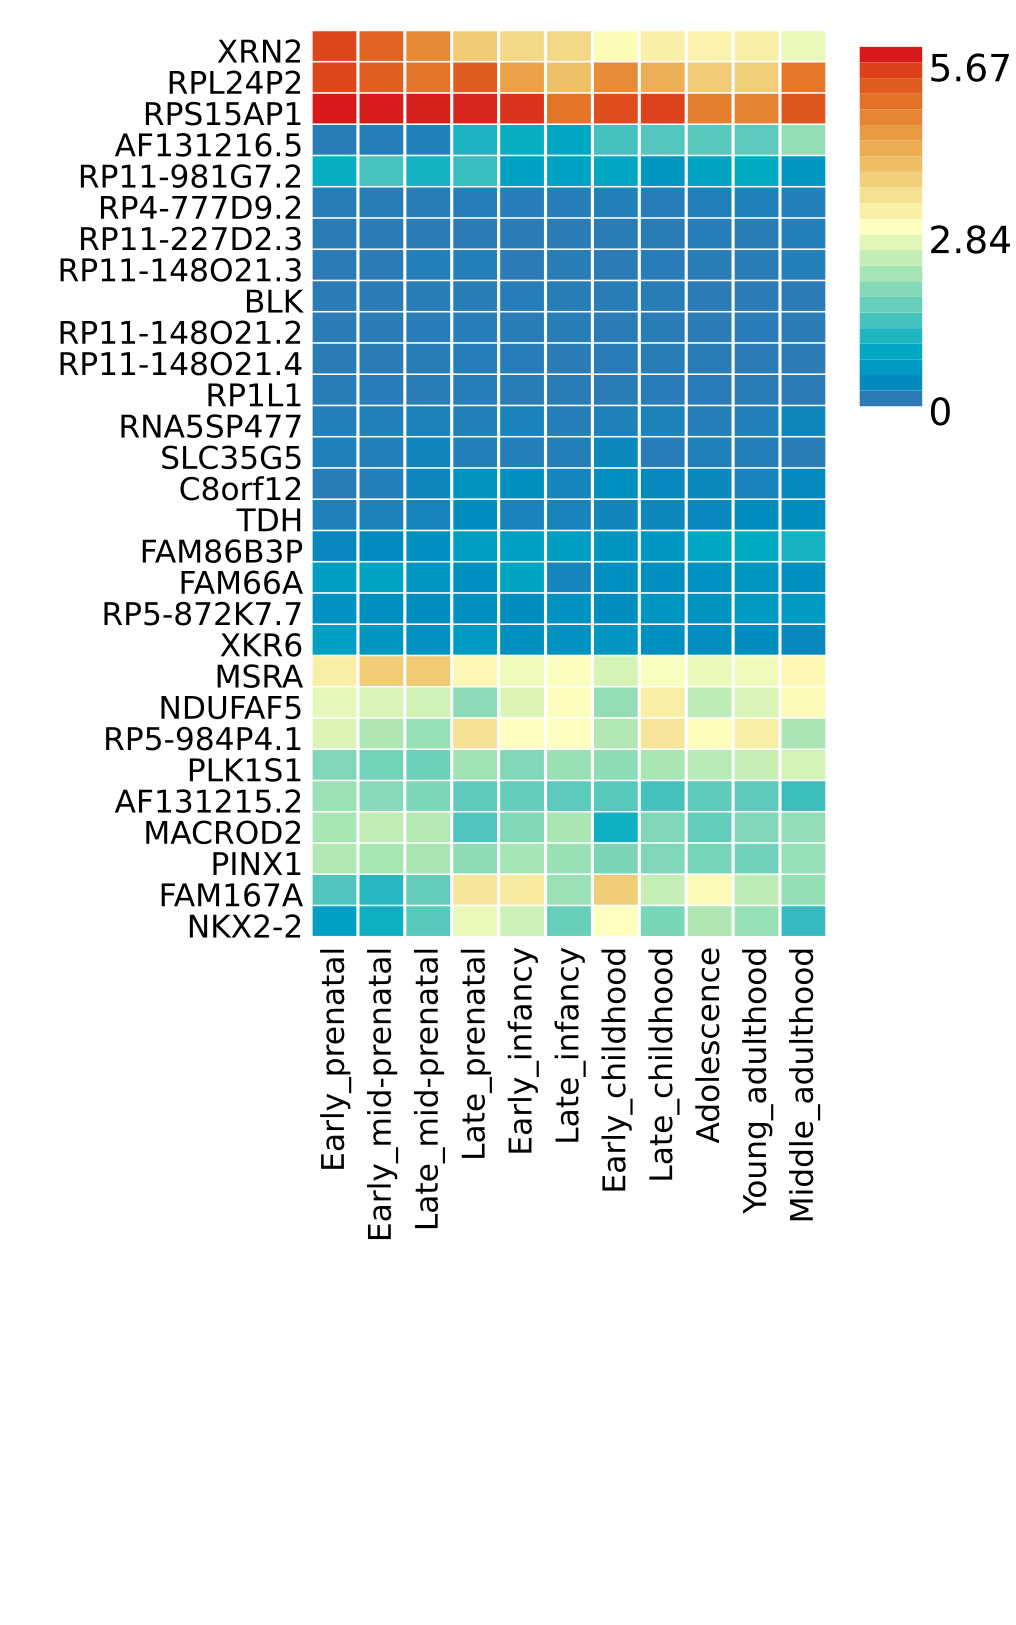 XRN2
RPL24P2
RPS15AP1
AF131216.5
RP11-981G7.2
RP4-777D9.2
RP11-227D2.3
RP11-148O21.3
BLK
RP11-148O21.2
RP11-148O21.4
RP1L1
RNA5SP477
SLC35G5
C8orf12
TDH
FAM86B3P
FAM66A
RP5-872K7.7
XKR6
MSRA
NDUFAF5
RP5-984P4.1
PLK1S1
AF131215.2
MACROD2
PINX1
FAM167A
NKX2-2
5.67
2.84
0
Early_prenatal
Early_mid-prenatal
Late_mid-prenatal
Late_prenatal
Early_infancy
Late_infancy
Early_childhood
Late_childhood
Adolescence
Young_adulthood
Middle_adulthood